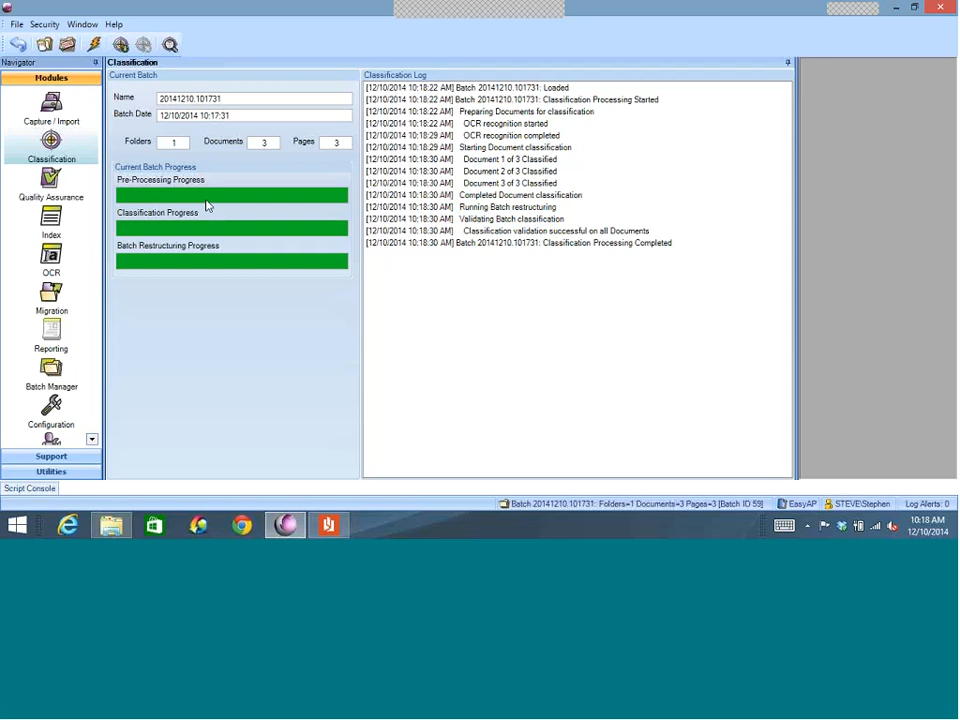 File Security Window Help
Navigator
Modules
Capture / Import
Classification
Quality Assurance
Index
OCR
Migration
Reporting
Batch Manager
Configuration
Support
Utilities
Script Console
Classification
Current Batch
Name 20141210.101731
Batch Date 12/10/2014 10:17:31
Folders 1 Documents 3 Pages 3
Current Batch Progress
Pre-Processing Progress
Classification Progress
Batch Restructuring Progress
Classification Log
[12/10/2014 10:18:22 AM] Batch 20141210.101731: Loaded
[12/10/2014 10:18:22 AM] Batch 20141210.101731: Classification Processing Started
[12/10/2014 10:18:22 AM] Preparing Documents for classification
[12/10/2014 10:18:22 AM] OCR recognition started
[12/10/2014 10:18:29 AM] OCR recognition completed
[12/10/2014 10:18:29 AM] Starting Document classification
[12/10/2014 10:18:30 AM] Document 1 of 3 Classified
[12/10/2014 10:18:30 AM] Document 2 of 3 Classified
[12/10/2014 10:18:30 AM] Document 3 of 3 Classified
[12/10/2014 10:18:30 AM] Completed Document classification
[12/10/2014 10:18:30 AM] Running Batch restructuring
[12/10/2014 10:18:30 AM] Validating Batch classification
[12/10/2014 10:18:30 AM] Classification validation successful on all Documents
[12/10/2014 10:18:30 AM] Batch 20141210.101731: Classification Processing Completed
Batch 20141210.101731: Folders=1 Documents=3 Pages=3 [Batch ID 59] EasyAP STEVE\Stephen Log Alerts: 0
10:18 AM
12/10/2014